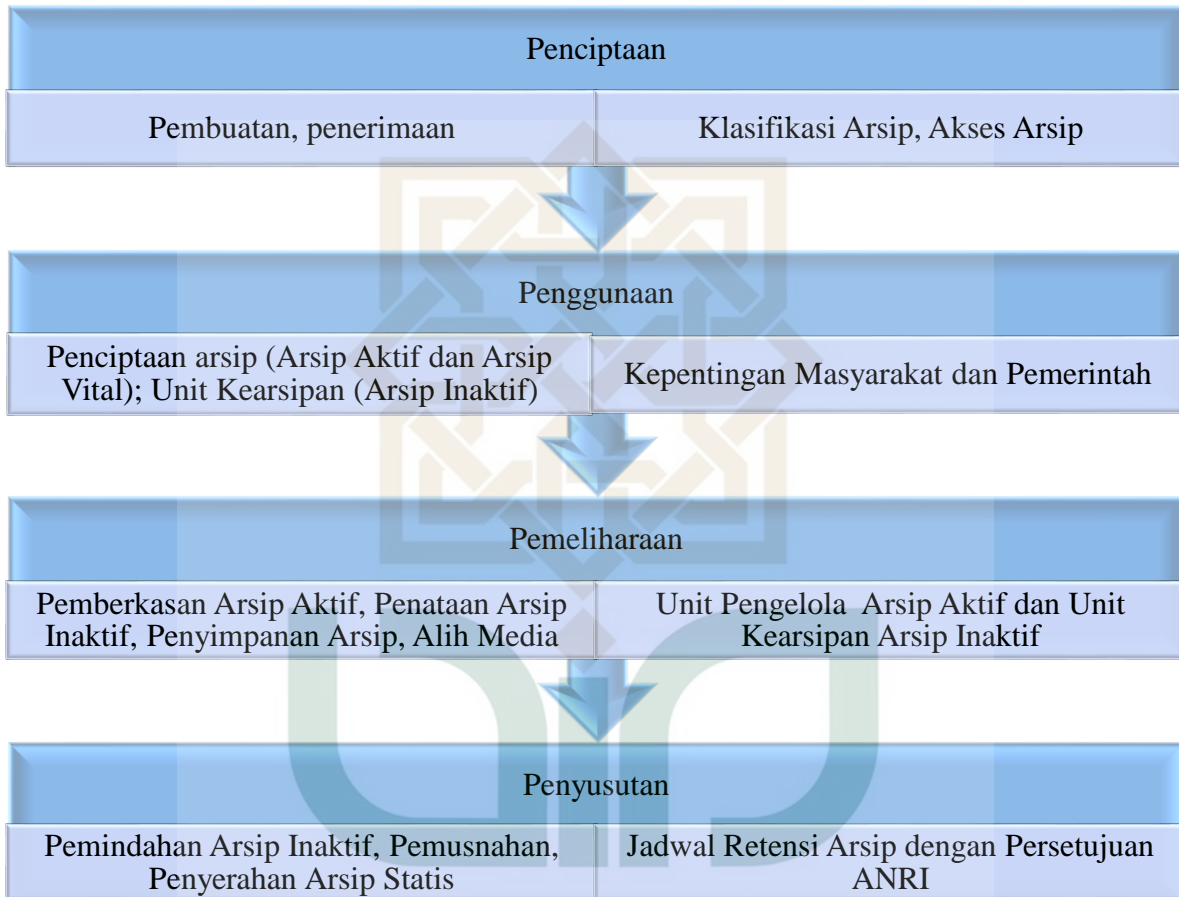 Penciptaan
Pembuatan, penerimaan
Klasifikasi Arsip, Akses Arsip
Penggunaan
Penciptaan arsip (Arsip Aktif dan Arsip
Vital); Unit Kearsipan (Arsip Inaktif)
Kepentingan Masyarakat dan Pemerintah
Pemeliharaan
Pemberkasan Arsip Aktif, Penataan Arsip
Inaktif, Penyimpanan Arsip, Alih Media
Unit Pengelola Arsip Aktif dan Unit
Kearsipan Arsip Inaktif
Penyusutan
Pemindahan Arsip Inaktif, Pemusnahan,
Penyerahan Arsip Statis
Jadwal Retensi Arsip dengan Persetujuan
ANRI